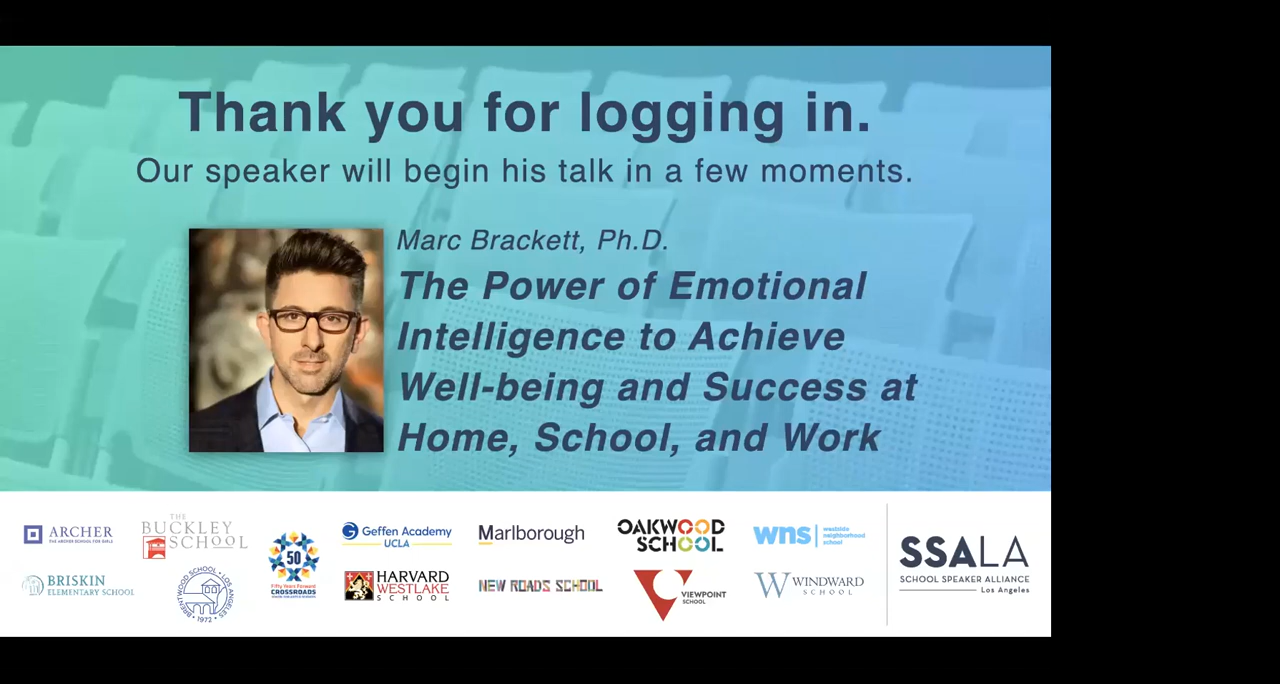 Thank you for logging in.
Our speaker will begin his talk in a few moments.
Marc Brackett, Ph.D.
The Power of Emotional
Intelligence to Achieve
Well-being and Success at
Home, School, and Work
ARCHER
THE ARCHER SCHOOL FOR GIRLS
THE
BUCKLEY
SCHOOL
50
Fifty Years Forward
CROSSROADS
Geffen Academy
UCLA
Marlborough
OAKWOOD
SCHOOL
wns
westside
neighborhood
school
BRISKIN
ELEMENTARY SCHOOL
BRENTWOOD SCHOOL • LOS ANGELES
• 1972 •
HARVARD
WESTLAKE
SCHOOL
NEW ROADS SCHOOL
VIEWPOINT
SCHOOL
WINDWARD
SCHOOL
SSALA
SCHOOL SPEAKER ALLIANCE
Los Angeles